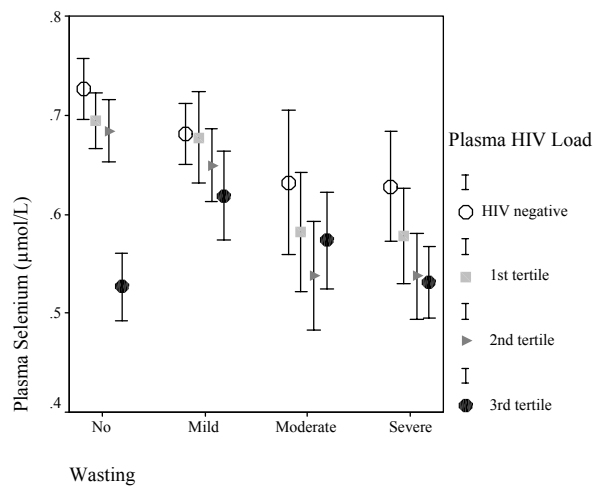 .8
.7
.6
.5
.4
Plasma Selenium (µmol/L)
No Mild Moderate Severe
Wasting
Plasma HIV Load
HIV negative
1st tertile
2nd tertile
3rd tertile